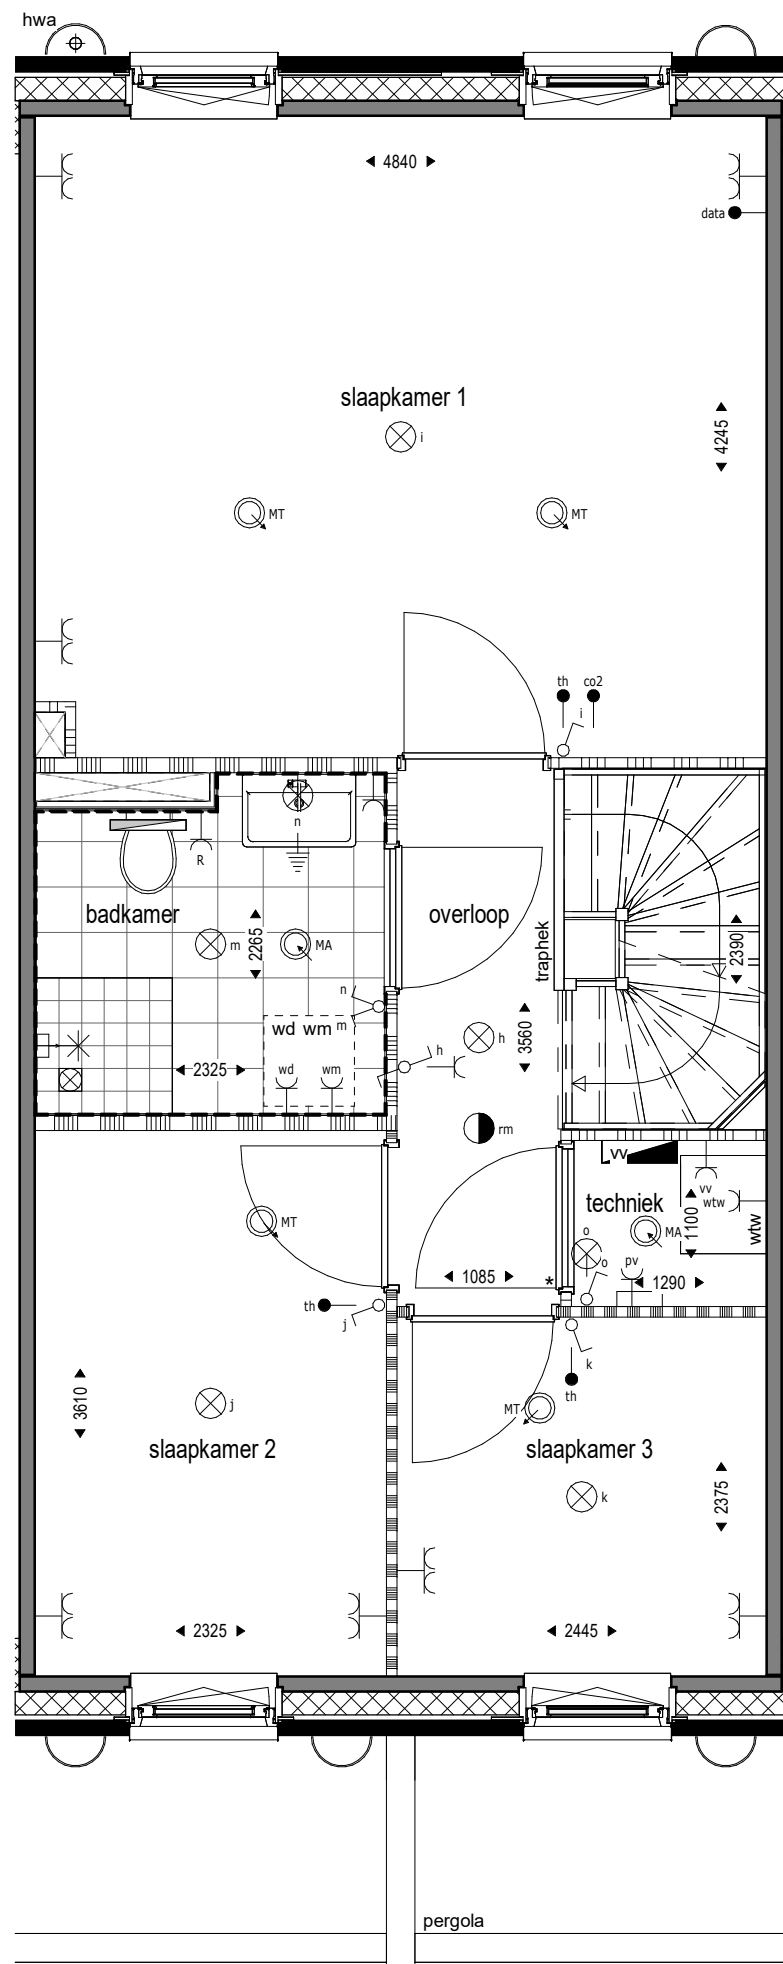 hwa
4840
data
slaapkamer 1
4245
i
MT
MT
th co2
i
n
R
badkamer
overloop
traphek
m
2265
MA
2390
n
m
wd wm
3560
h
h
2325
wd
wm
rm
vv
vv
wtw
techniek
wtw
MT
o
MA
1100
o
pv
1085
*
1290
th
j
k
th
3610
j
MT
slaapkamer 2
slaapkamer 3
k
2375
2325
2445
pergola